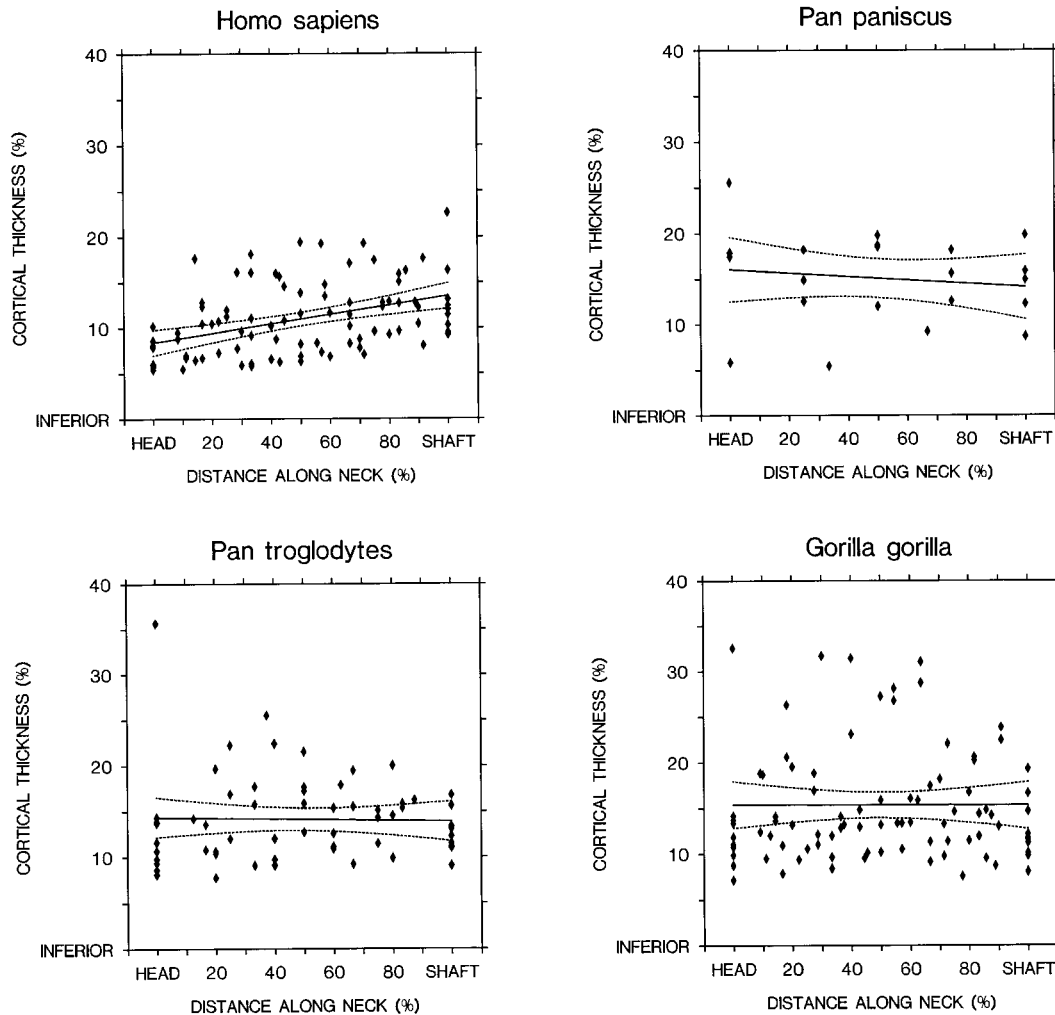 Homo sapiens
40
30
20
10
INFERIOR
CORTICAL THICKNESS (%)
HEAD 20 40 60 80 SHAFT
DISTANCE ALONG NECK (%)
Pan paniscus
40
30
20
10
INFERIOR
CORTICAL THICKNESS (%)
HEAD 20 40 60 80 SHAFT
DISTANCE ALONG NECK (%)
Pan troglodytes
40
30
20
10
INFERIOR
CORTICAL THICKNESS (%)
HEAD 20 40 60 80 SHAFT
DISTANCE ALONG NECK (%)
Gorilla gorilla
40
30
20
10
INFERIOR
CORTICAL THICKNESS (%)
HEAD 20 40 60 80 SHAFT
DISTANCE ALONG NECK (%)